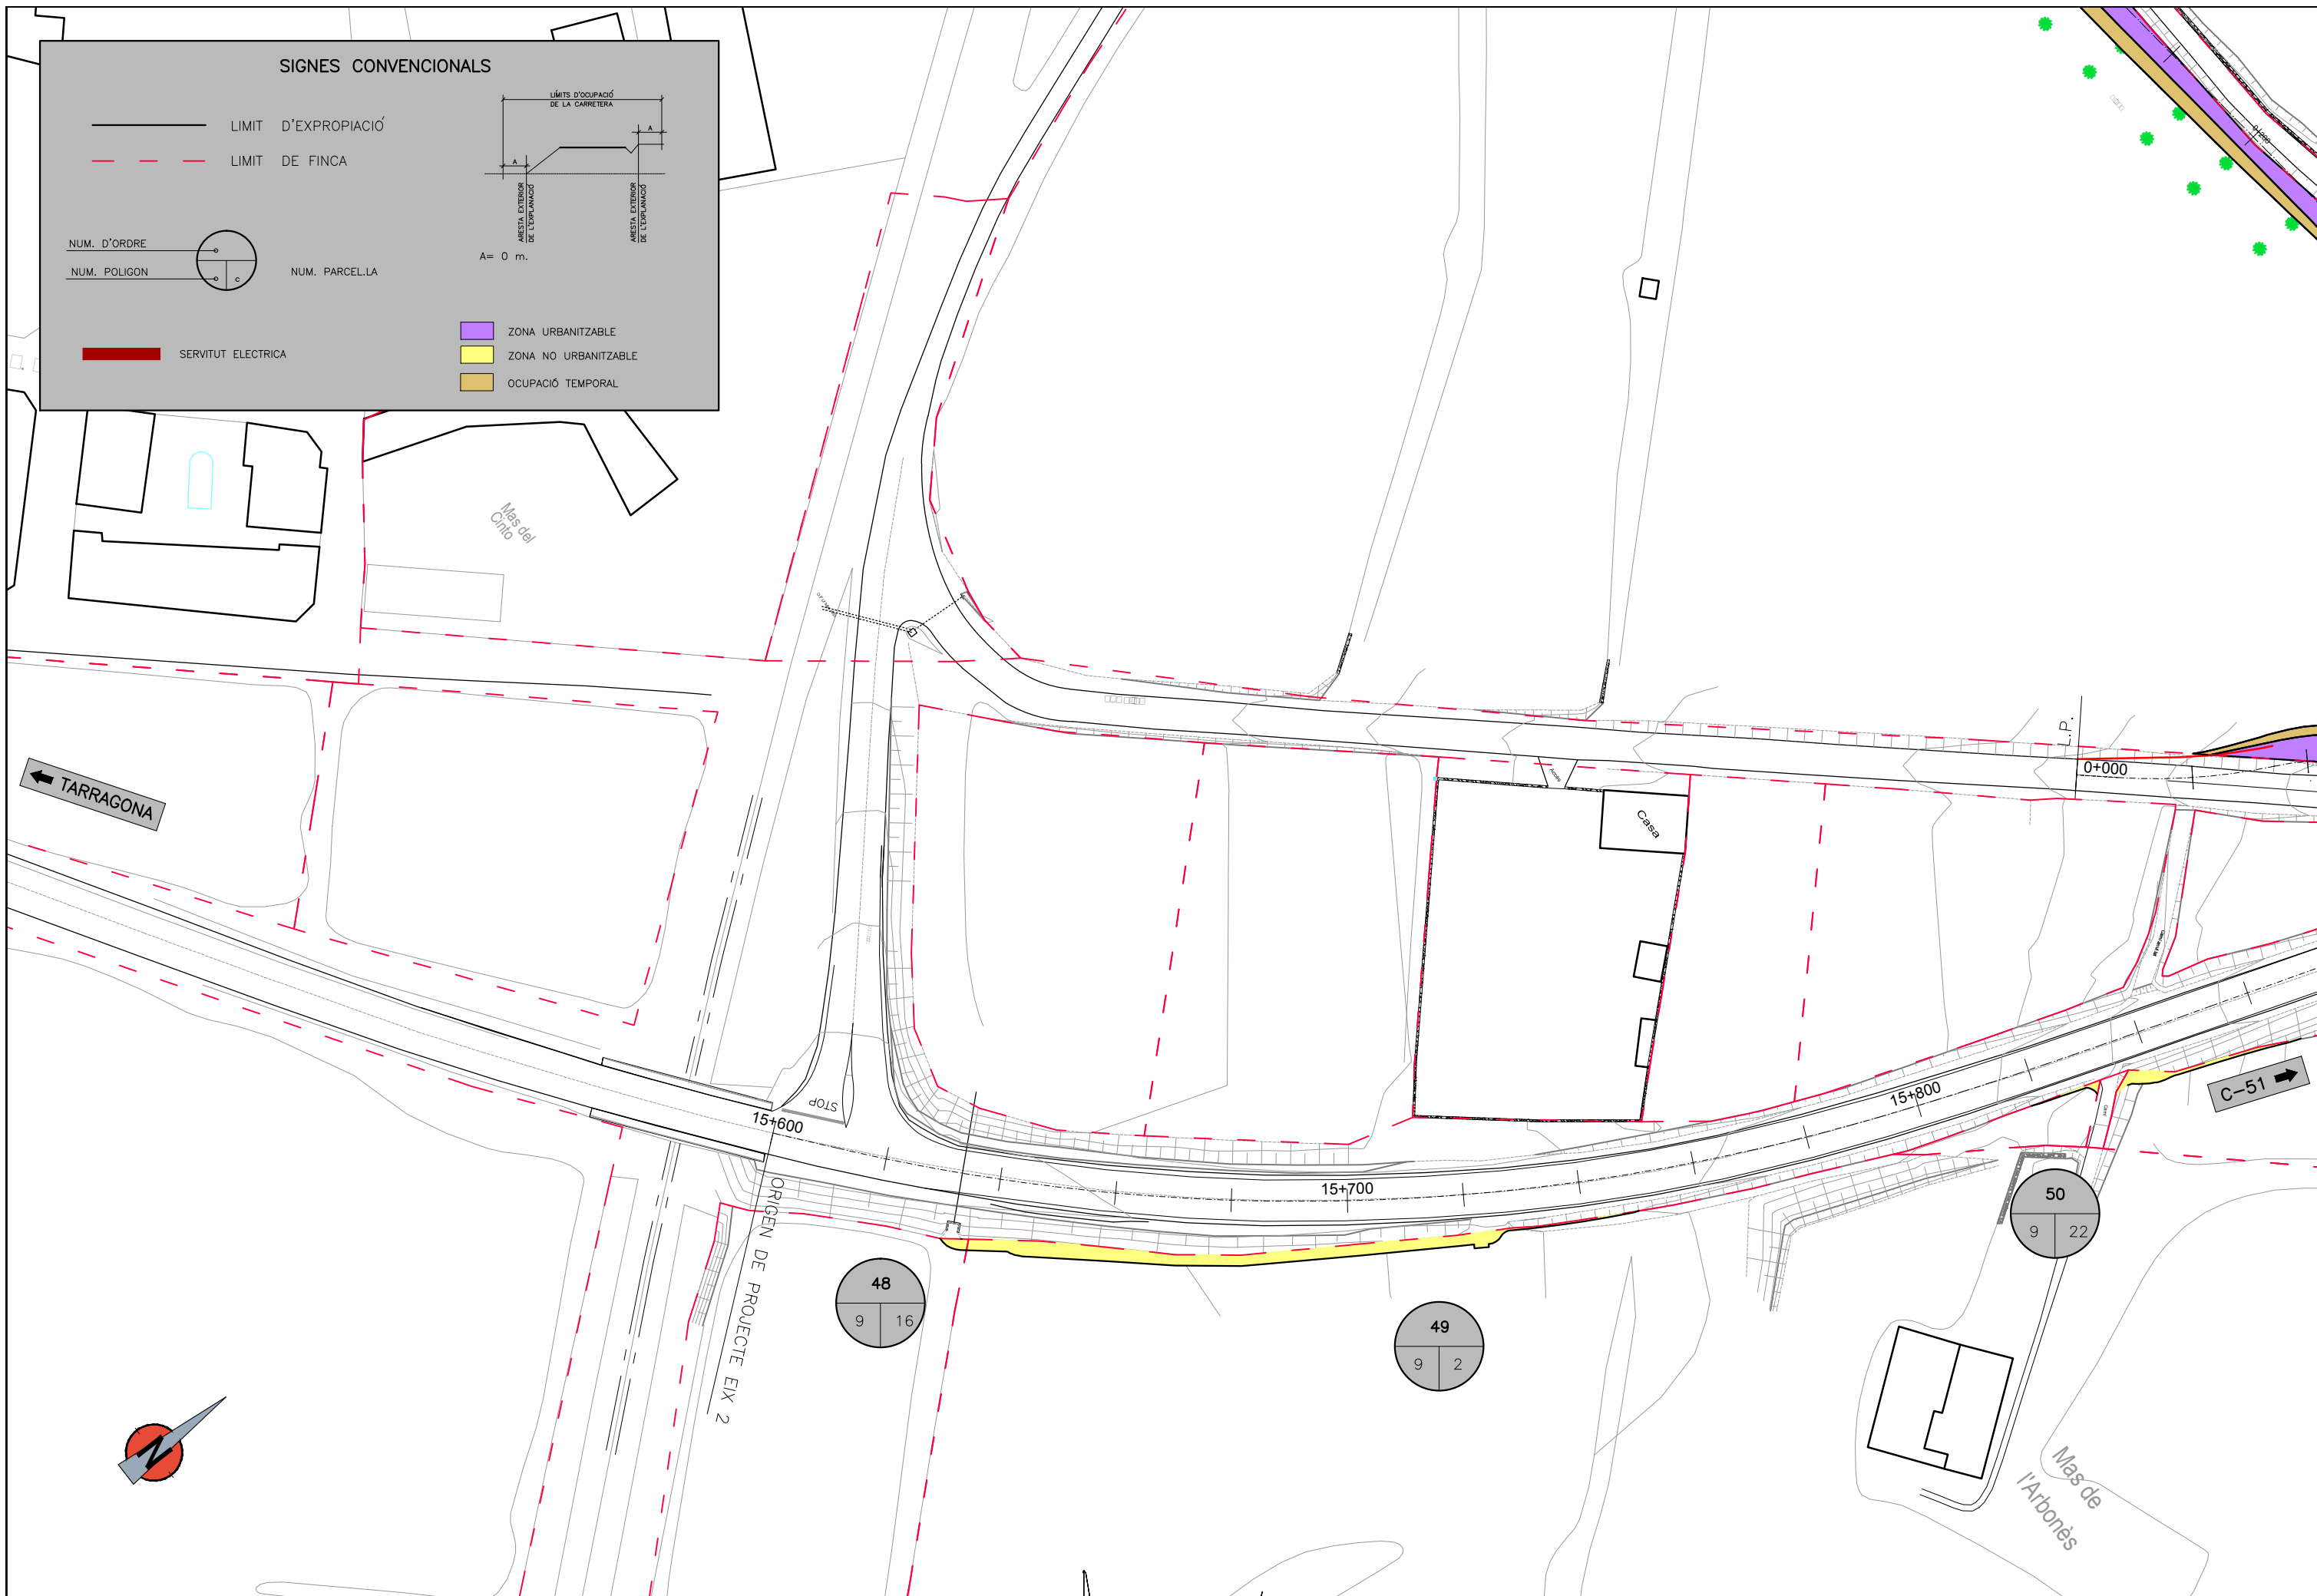 SIGNES CONVENCIONALS
LIMIT D'EXPROPIACIÓ
LIMIT DE FINCA
LÍMITS D'OCUPACIÓ
DE LA CARRETERA
A
A
ARESTA EXTERIOR
DE L'EXPLANACIÓ
ARESTA EXTERIOR
DE L'EXPLANACIÓ
A= 0 m.
NUM. D'ORDRE
NUM. POLIGON
C
NUM. PARCEL.LA
SERVITUT ELECTRICA
ZONA URBANITZABLE
ZONA NO URBANITZABLE
OCUPACIÓ TEMPORAL
0+200
Mas del
Cinto
TARRAGONA
L.P.
0+000
Accés
Casa
STOP
15+600
15+700
15+800
C-51
ORIGEN DE PROJECTE EIX 2
48
9 16
49
9 2
50
9 22
Mas de
l'Arbonès
N